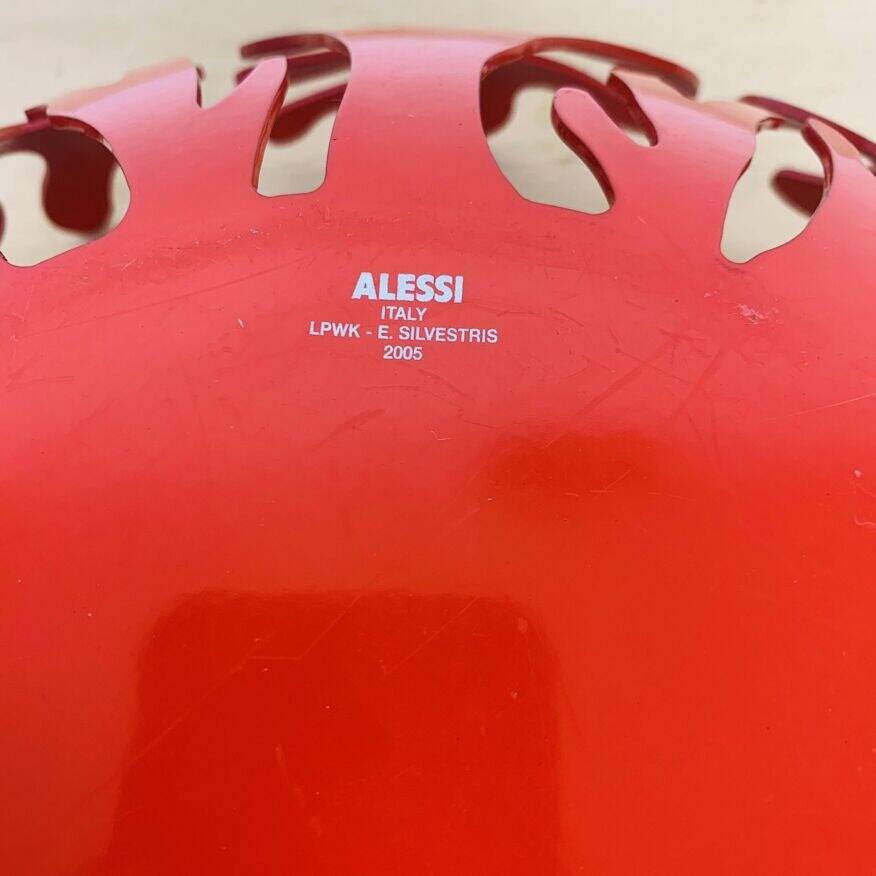 ALESSI
ITALY
LPWK - E. SILVESTRIS
2005